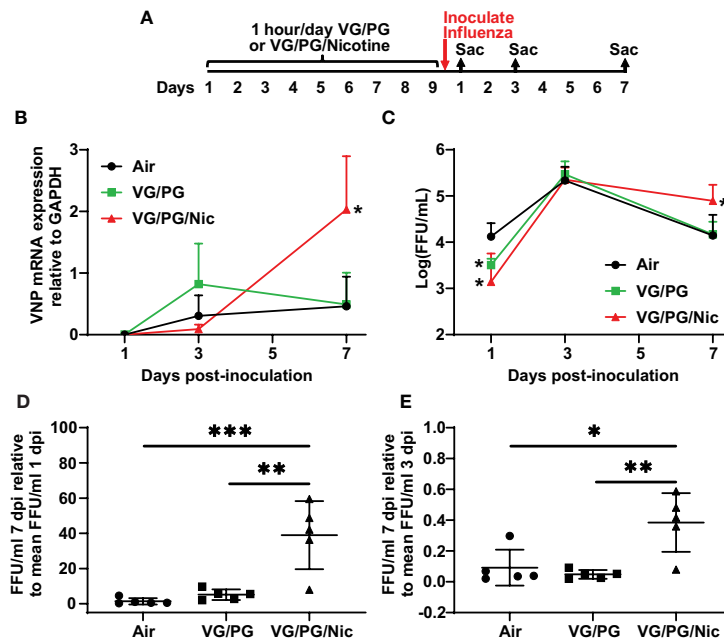 A
1 hour/day VG/PG
or VG/PG/Nicotine
Inoculate
Influenza
Sac Sac Sac
Days 1 2 3 4 5 6 7 8 9 1 2 3 4 5 6 7
B
VNP mRNA expression
relative to GAPDH
3
2
1
0
Air
VG/PG
VG/PG/Nic
*
1 3 5 7
Days post-inoculation
C
Log(FFU/mL)
6
5
4
3
2
*
*
*
Air
VG/PG
VG/PG/Nic
1 3 5 7
Days post-inoculation
D
FFU/ml 7 dpi relative
to mean FFU/ml 1 dpi
100
80
60
40
20
0
***
**
Air VG/PG VG/PG/Nic
E
FFU/ml 7 dpi relative
to mean FFU/ml 3 dpi
1.0
0.8
0.6
0.4
0.2
0.0
-0.2
*
**
Air VG/PG VG/PG/Nic